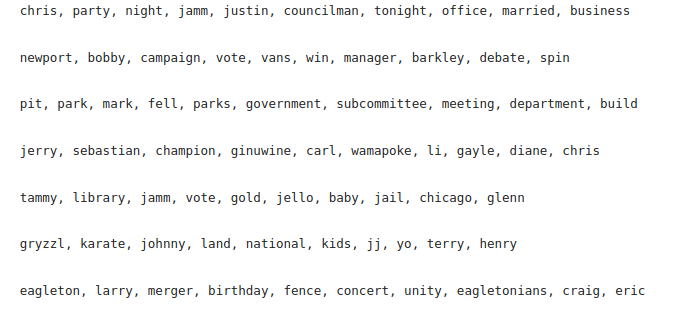 chris, party, night, jamm, justin, councilman, tonight, office, married, business
newport, bobby, campaign, vote, vans, win, manager, barkley, debate, spin
pit, park, mark, fell, parks, government, subcommittee, meeting, department, build
jerry, sebastian, champion, ginuwine, carl, wamapoke, li, gayle, diane, chris
tammy, library, jamm, vote, gold, jello, baby, jail, chicago, glenn
gryzzl, karate, johnny, land, national, kids, jj, yo, terry, henry
eagleton, larry, merger, birthday, fence, concert, unity, eagletonians, craig, eric